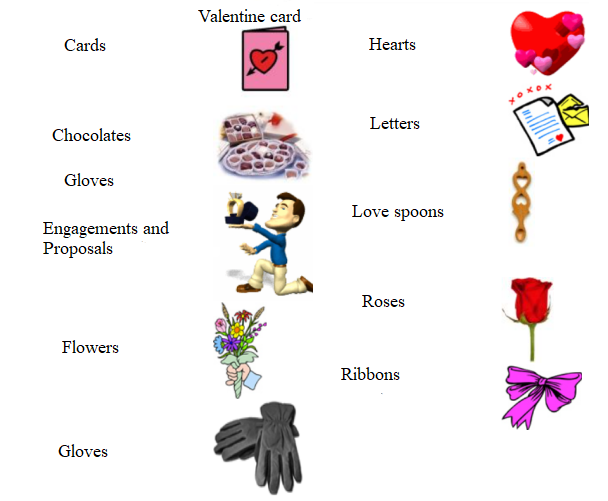 Valentine card
Cards
Chocolates
Gloves
Engagements and
Proposals
Flowers
Gloves
Hearts
xoxox
Letters
Love spoons
Roses
Ribbons